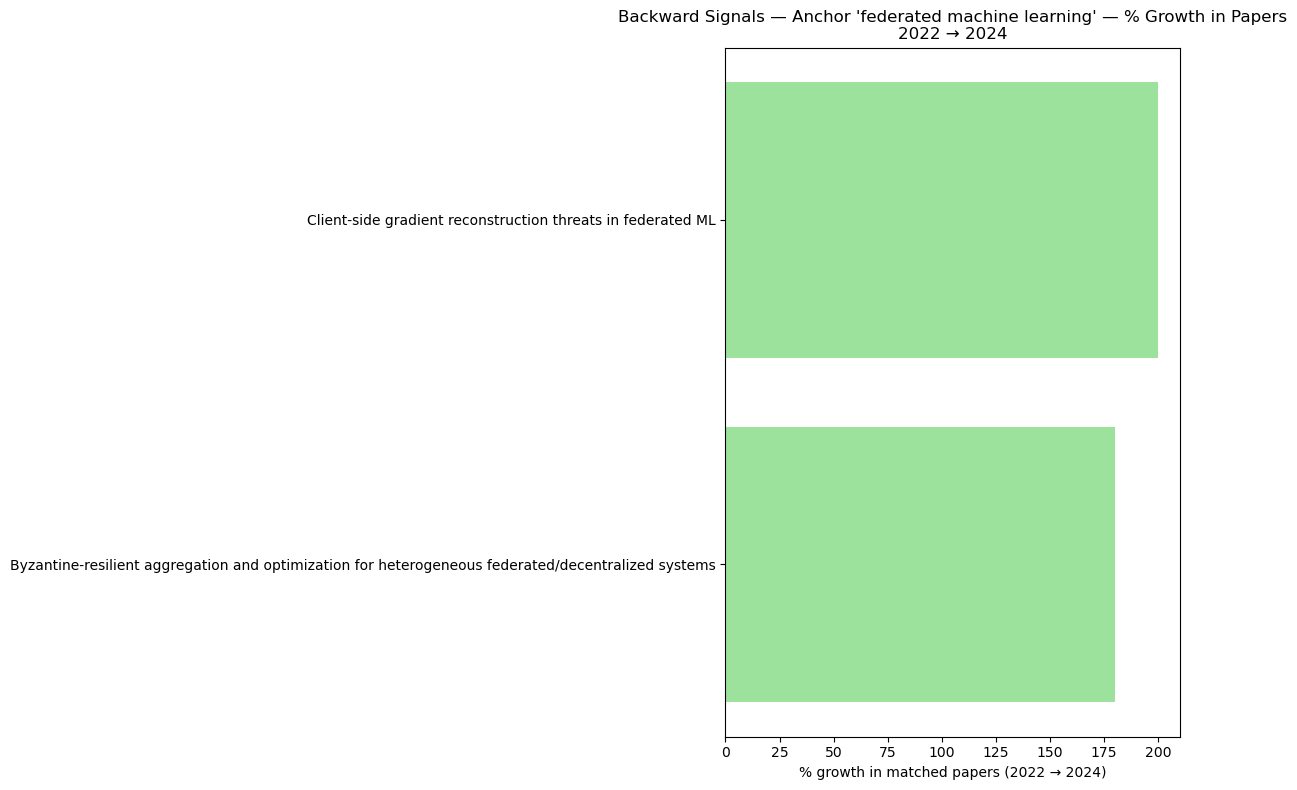 Backward Signals — Anchor 'federated machine learning' — % Growth in Papers
2022 → 2024
Client-side gradient reconstruction threats in federated ML
Byzantine-resilient aggregation and optimization for heterogeneous federated/decentralized systems
0 25 50 75 100 125 150 175 200
% growth in matched papers (2022 → 2024)